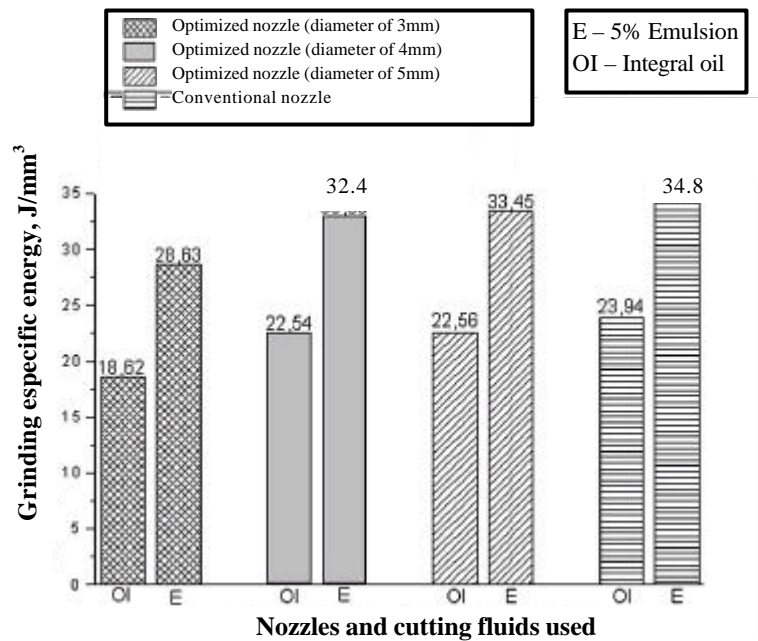 Optimized nozzle (diameter of 3mm)
Optimized nozzle (diameter of 4mm)
Optimized nozzle (diameter of 5mm)
Conventional nozzle
E – 5% Emulsion
OI – Integral oil
Grinding especific energy, J/mm³
35
30
25
20
15
10
5
0
18,62
28,63
22,54
32.4
22,56
33,45
23,94
34.8
OI E OI E OI E OI E
Nozzles and cutting fluids used